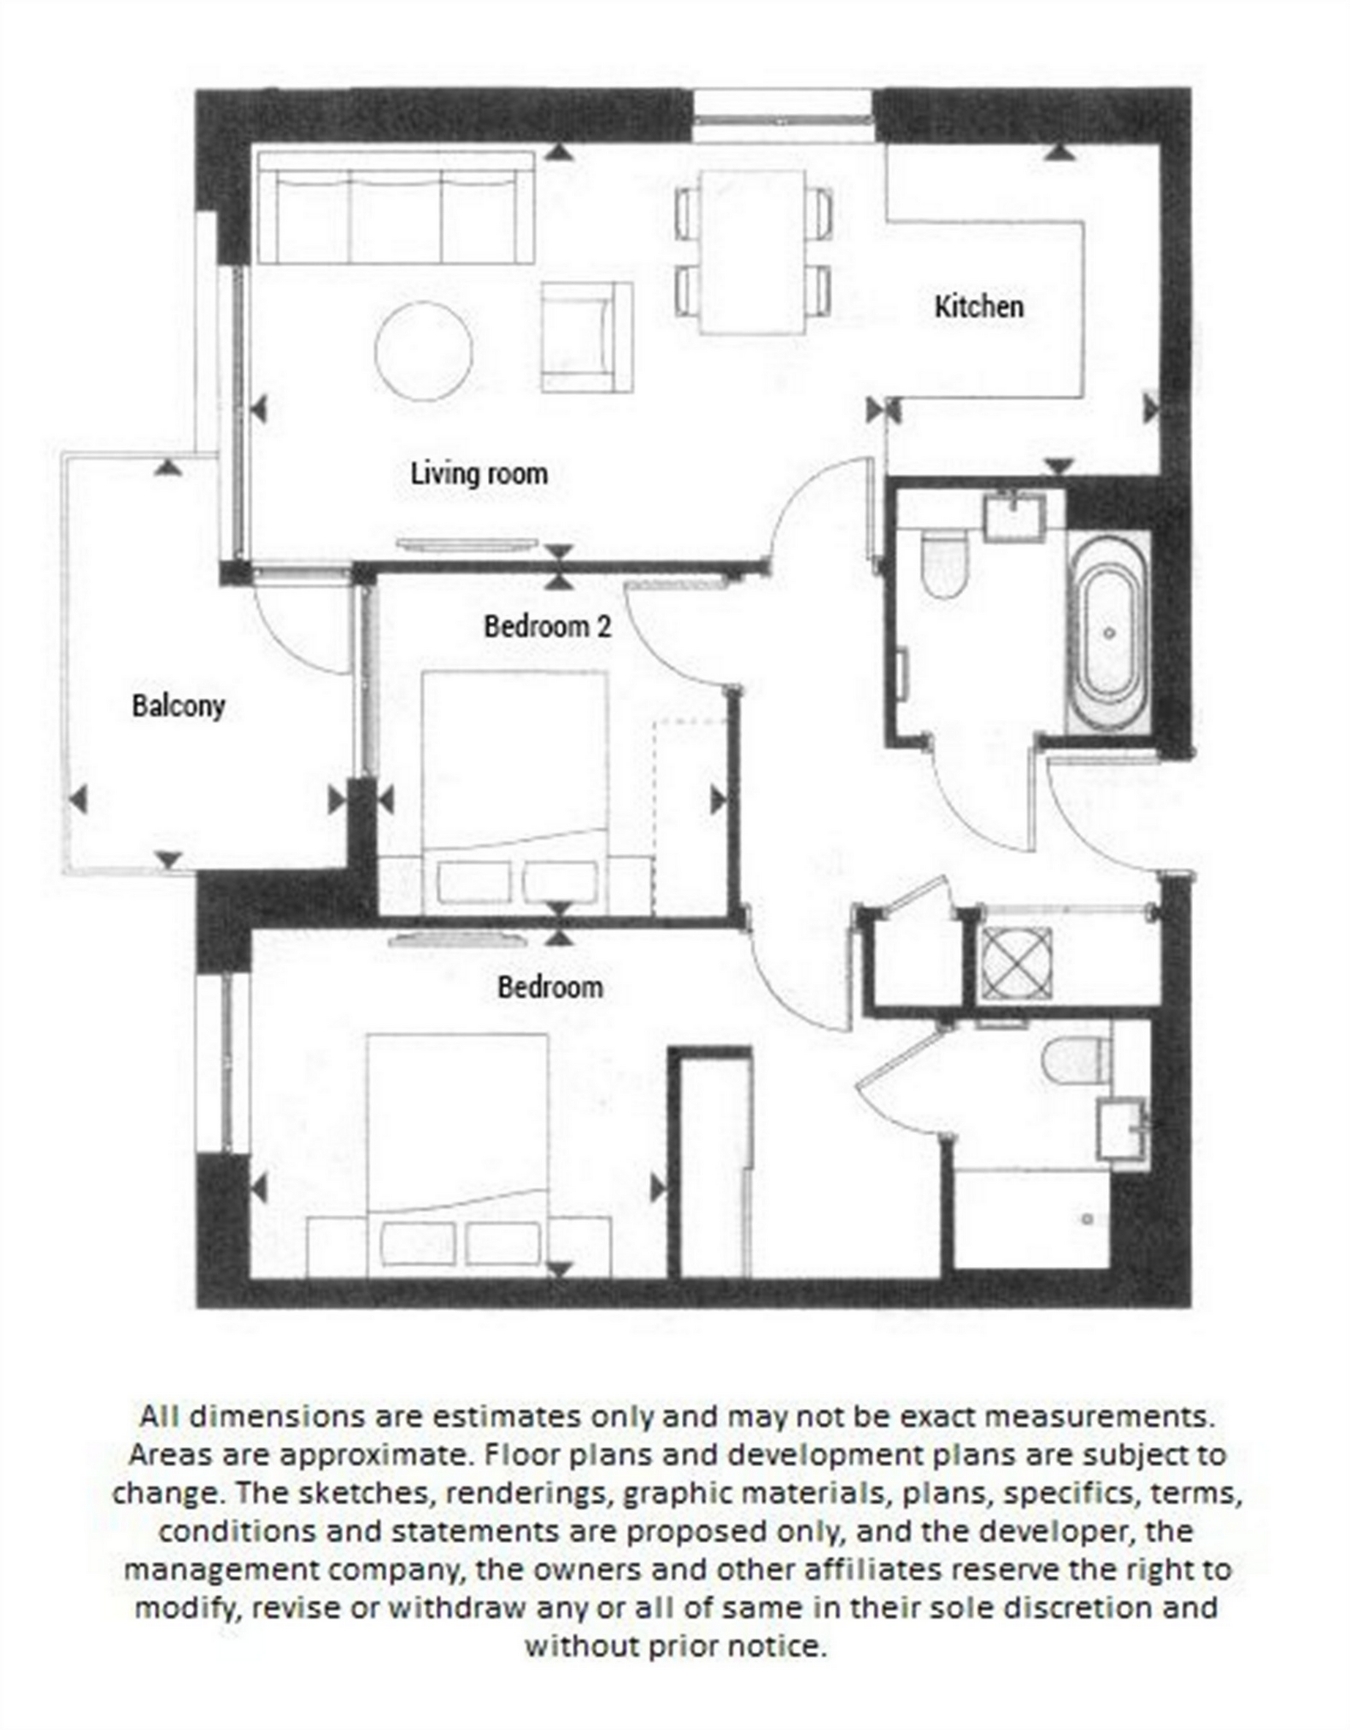 Kitchen
Living room
Bedroom 2
Balcony
Bedroom
All dimensions are estimates only and may not be exact measurements.
Areas are approximate. Floor plans and development plans are subject to
change. The sketches, renderings, graphic materials, plans, specifics, terms,
conditions and statements are proposed only, and the developer, the
management company, the owners and other affiliates reserve the right to
modify, revise or withdraw any or all of same in their sole discretion and
without prior notice.